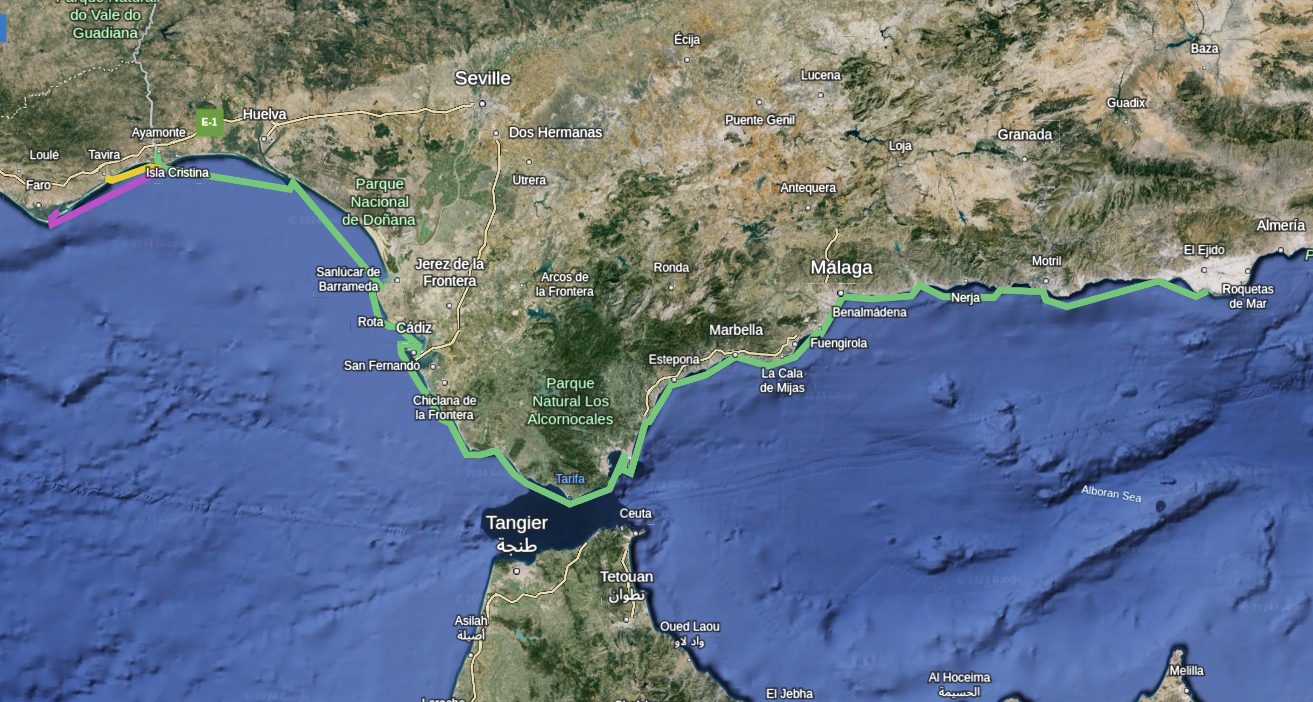 Parque Natural
do Vale do
Guadiana
Écija
Baza
Seville
Lucena
Guadix
Puente Genil
E-1
Huelva
Ayamonte
Dos Hermanas
Granada
Loulé
Tavira
Loja
Isla Cristina
Utrera
Faro
Parque
Nacional
de Doñana
Antequera
Almería
© 2024 Google
El Ejido
Jerez de la
Frontera
Ronda
Málaga
Motril
Sanlúcar de
Barrameda
Arcos de
la Frontera
Roquetas
de Mar
Nerja
Rota
Cádiz
Benalmádena
Marbella
Fuengirola
San Fernando
Estepona
La Cala
de Mijas
Parque
Natural Los
Alcornocales
Chiclana de
la Frontera
Tarifa
Alboran Sea
Ceuta
Tangier
طنجة
© 2024 Google
Tetouan
تطوان
Asilah
أصيلة
Oued Laou
واد لاو
Melilla
Al Hoceima
الحسيمة
El Jebha